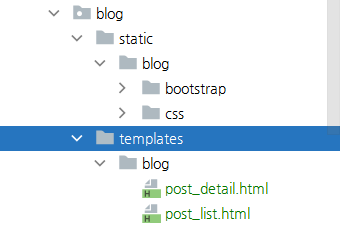 blog
static
blog
bootstrap
css
templates
blog
post_detail.html
post_list.html